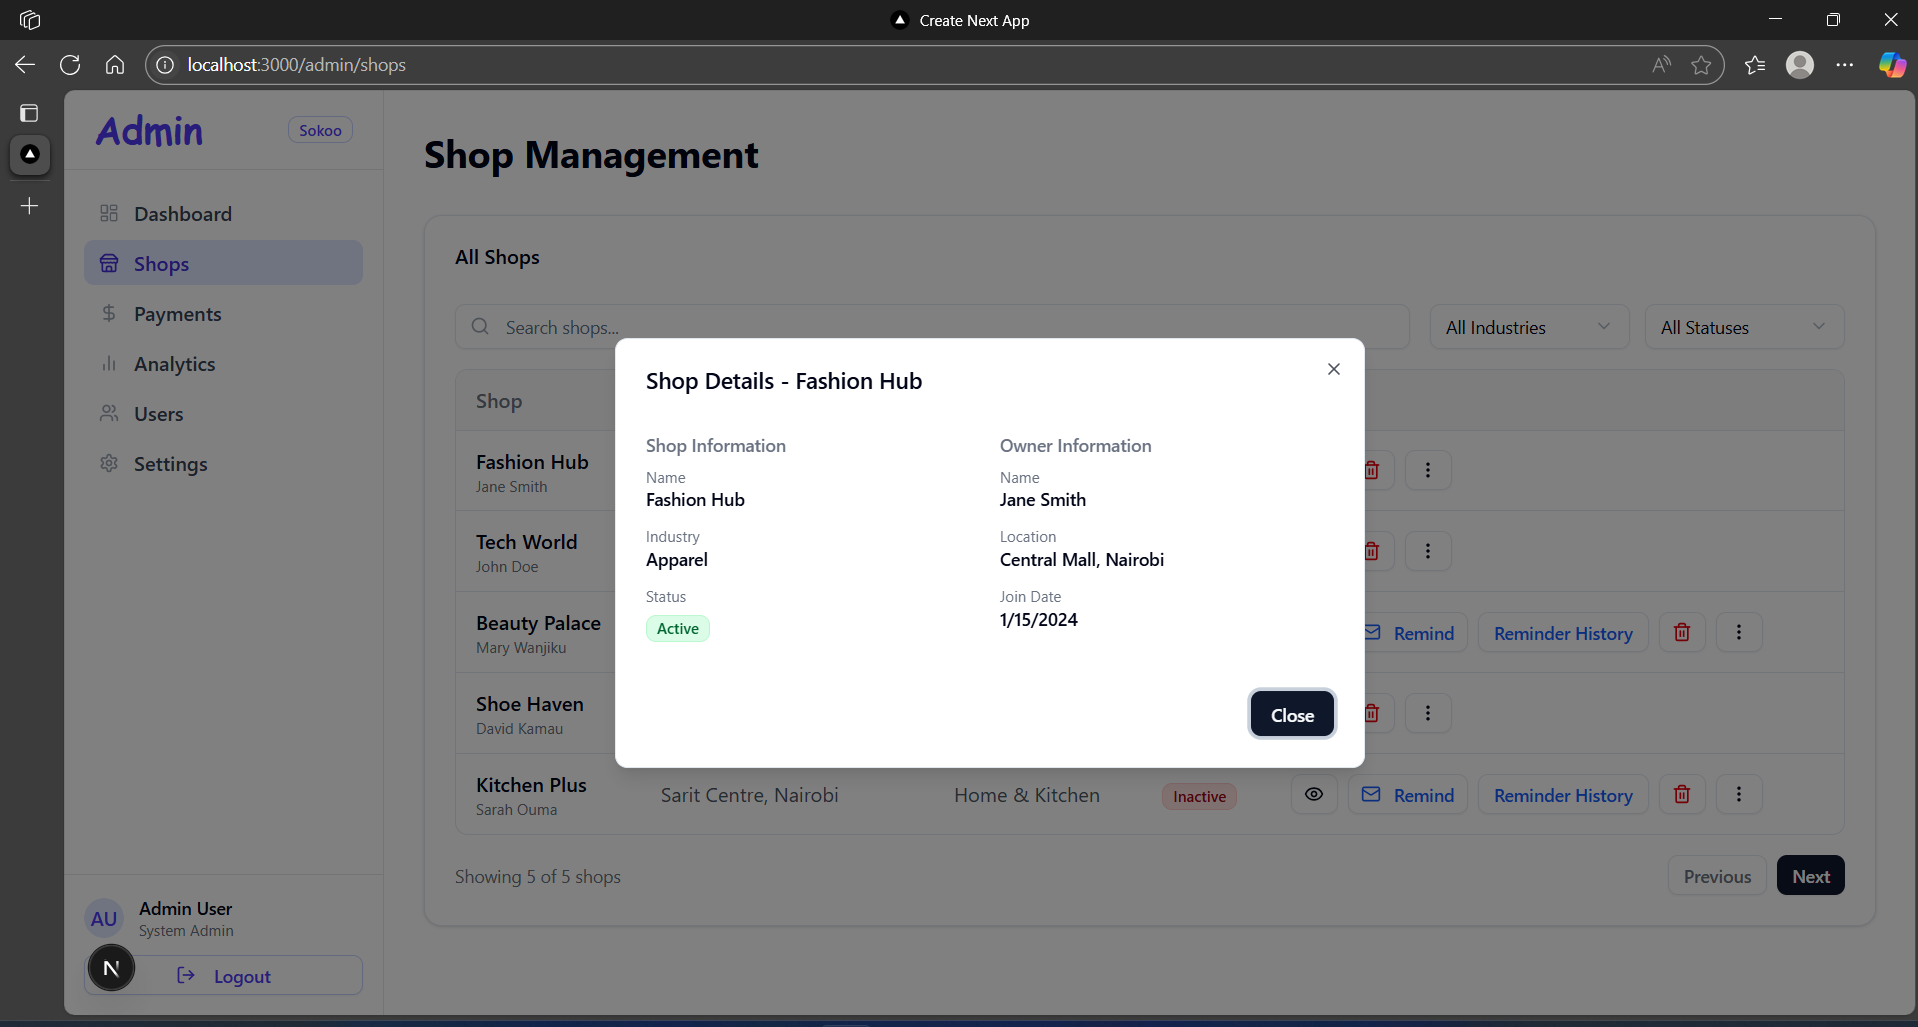 Create Next App
localhost:3000/admin/shops
Admin
Sokoo
Dashboard
Shops
Payments
Analytics
Users
Settings
AU
Admin User
System Admin
N
Logout
Shop Management
All Shops
Search shops...
All Industries
All Statuses
Shop
Fashion Hub
Jane Smith
Tech World
John Doe
Beauty Palace
Mary Wanjiku
Remind
Reminder History
Shoe Haven
David Kamau
Kitchen Plus
Sarah Ouma
Sarit Centre, Nairobi
Home & Kitchen
Inactive
Remind
Reminder History
Showing 5 of 5 shops
Previous
Next
Shop Details - Fashion Hub
Shop Information
Name
Fashion Hub
Industry
Apparel
Status
Active
Owner Information
Name
Jane Smith
Location
Central Mall, Nairobi
Join Date
1/15/2024
Close